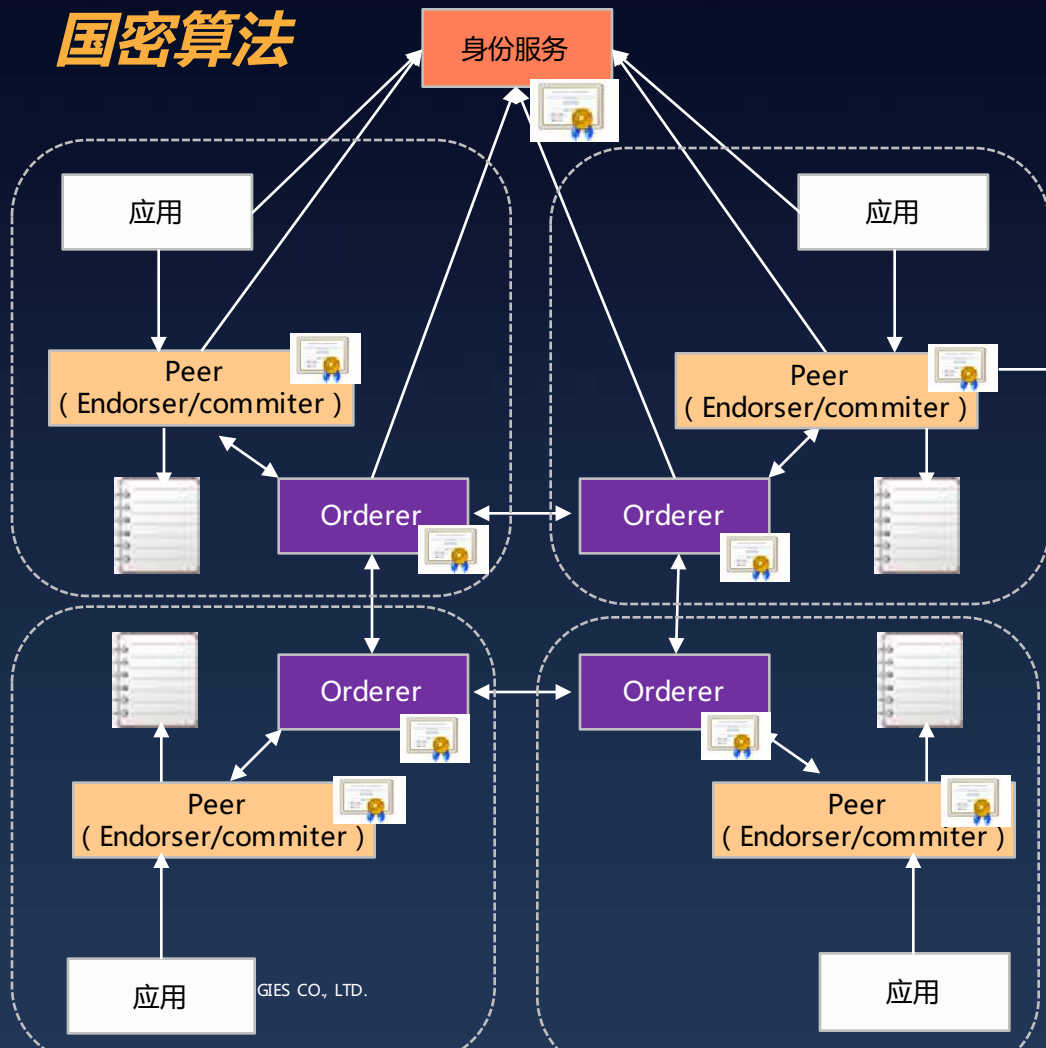 国密算法
身份服务
应用
应用
Peer
( Endorser/commiter )
Peer
( Endorser/commiter )
Orderer
Orderer
Orderer
Orderer
Peer
( Endorser/commiter )
Peer
( Endorser/commiter )
应用
GIES CO., LTD.
应用